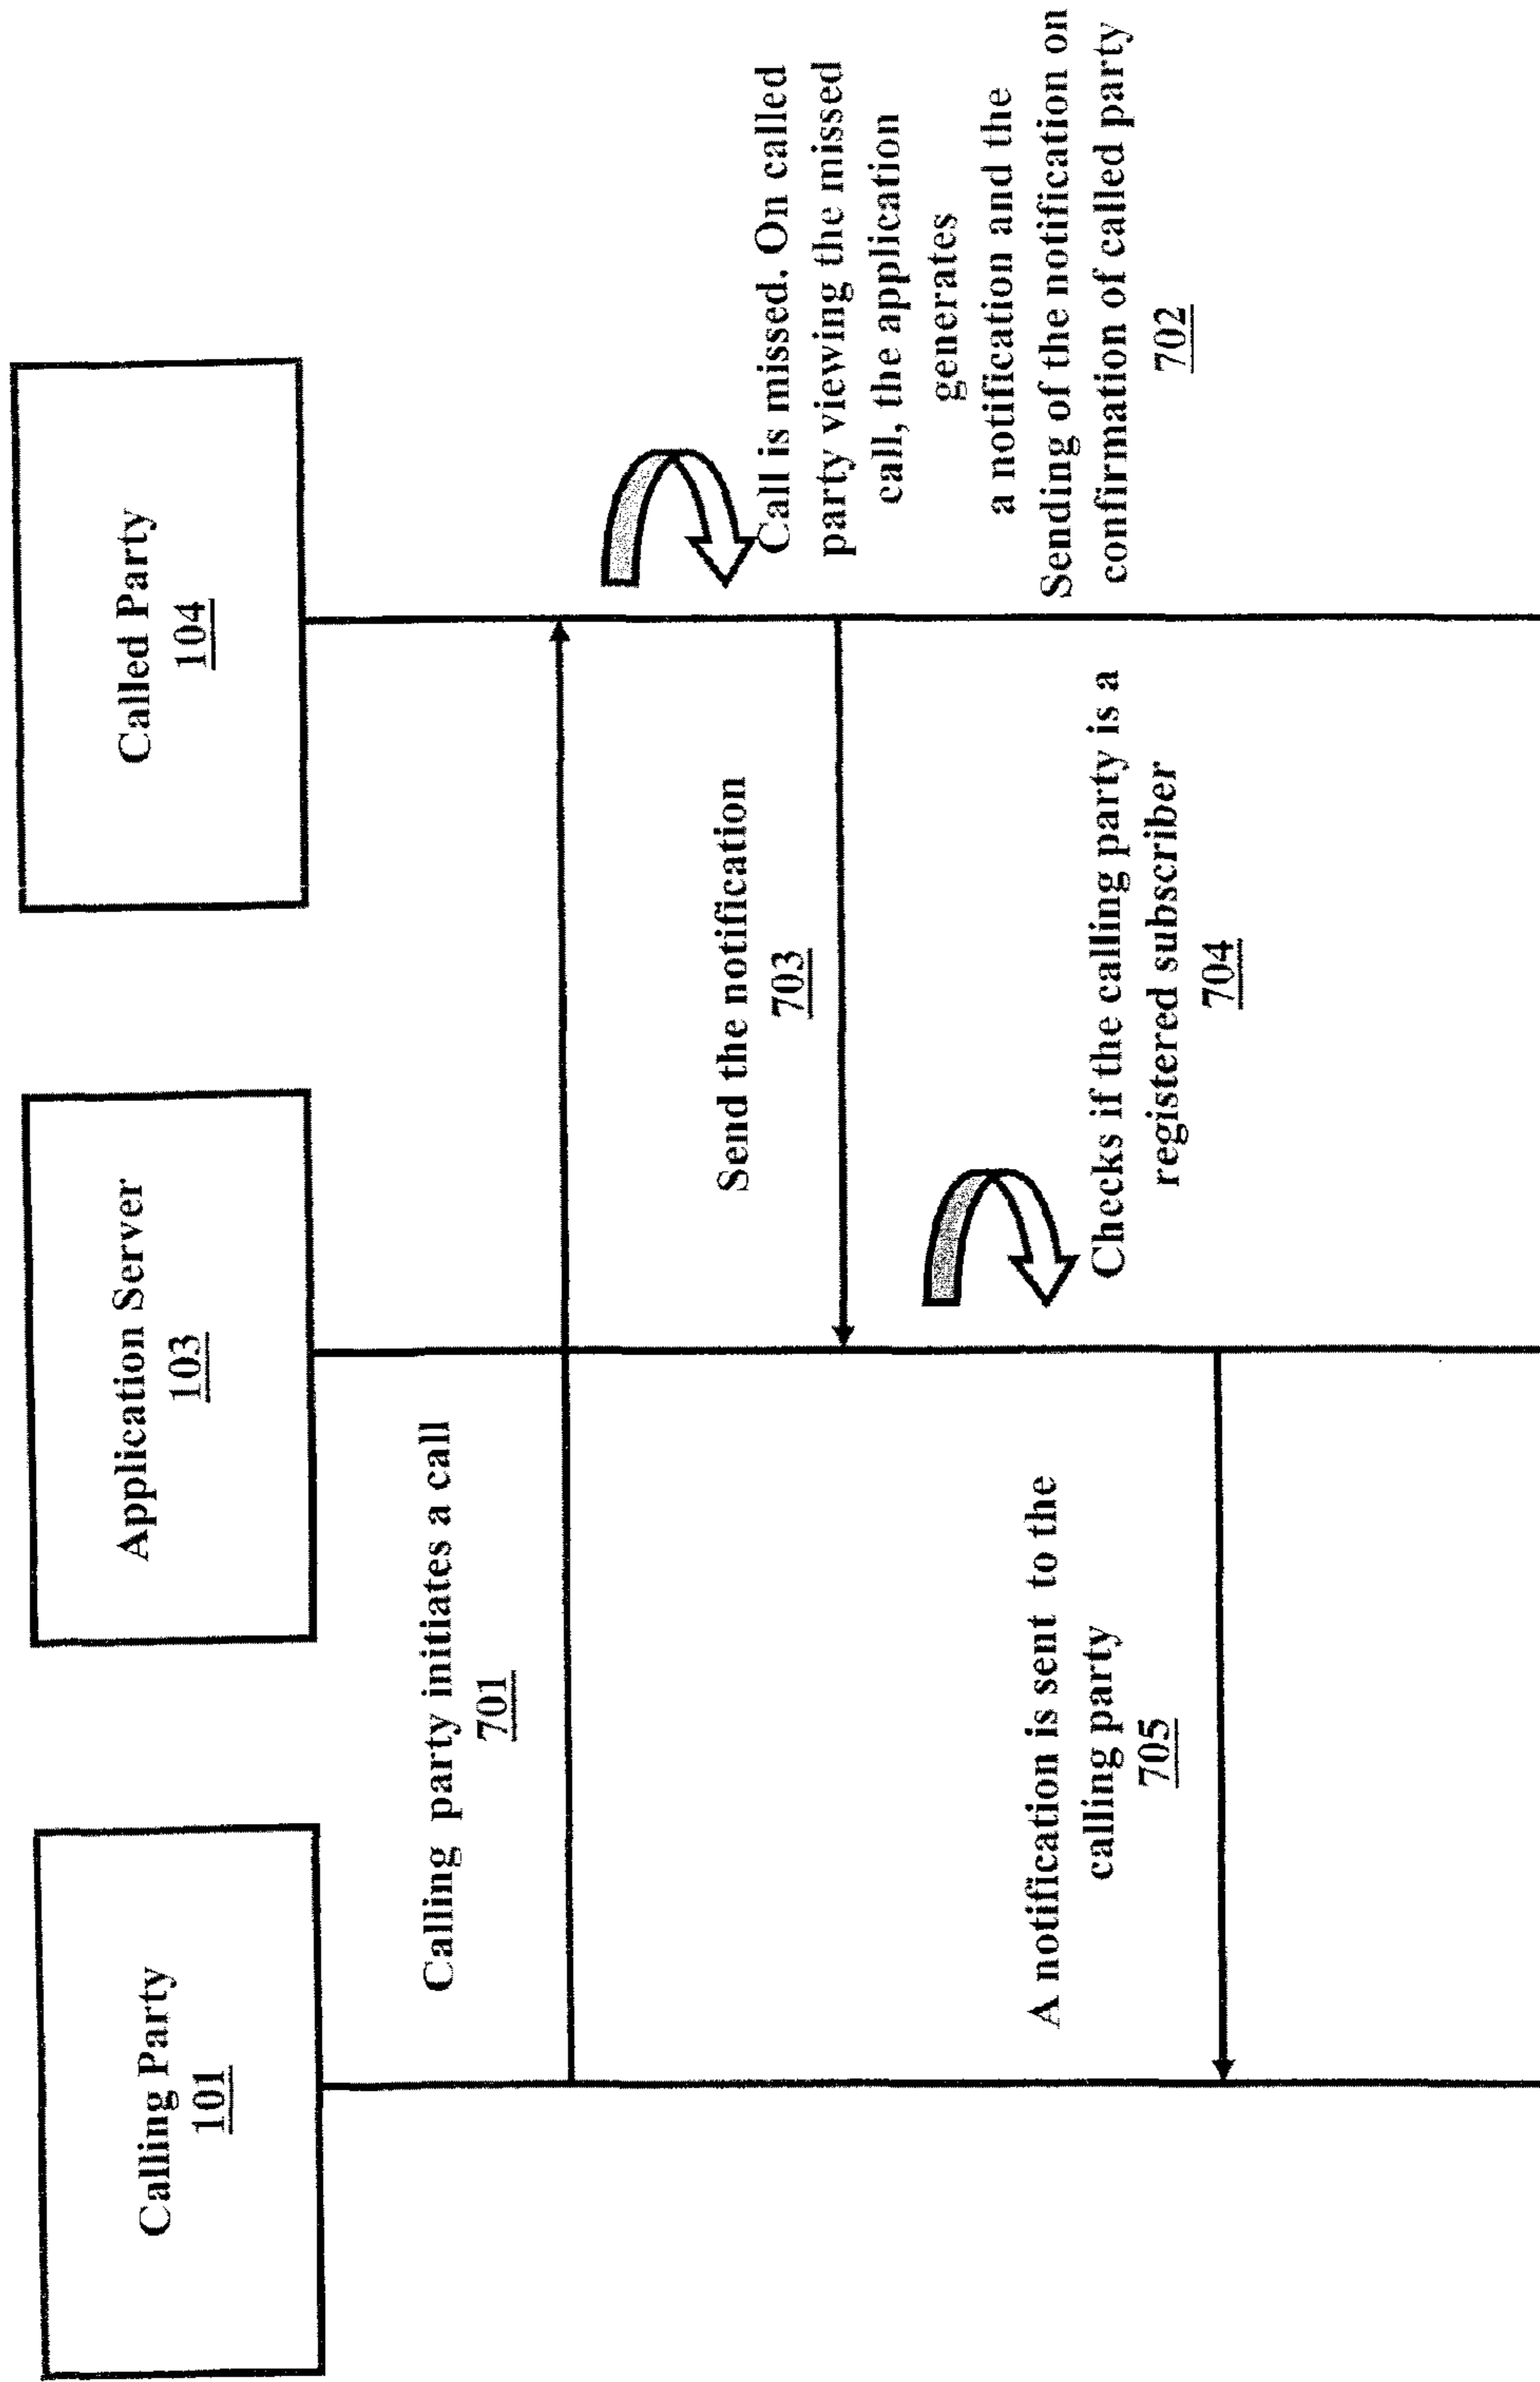 Calling Party
101
Application Server
103
Called Party
104
Calling party initiates a call
701
Call is missed. On called
party viewing the missed
call, the application
generates
a notification and the
Sending of the notification on
confirmation of called party
702
Send the notification
703
Checks if the calling party is a
registered subscriber
704
A notification is sent to the
calling party
705